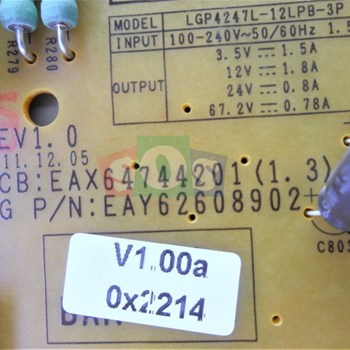 MODEL LGP4247L-12LPB-3P
INPUT 100-240V~50/60Hz 1.5
OUTPUT
3.5V ⎓ 1.5A
12V ⎓ 1.8A
24V ⎓ 0.8A
67.2V ⎓ 0.78A
R279
R280
EV1.0
11.12.05
CB:EAX64744201(1.3)
G P/N:EAY62608902
C803
V1.00a
0x2214